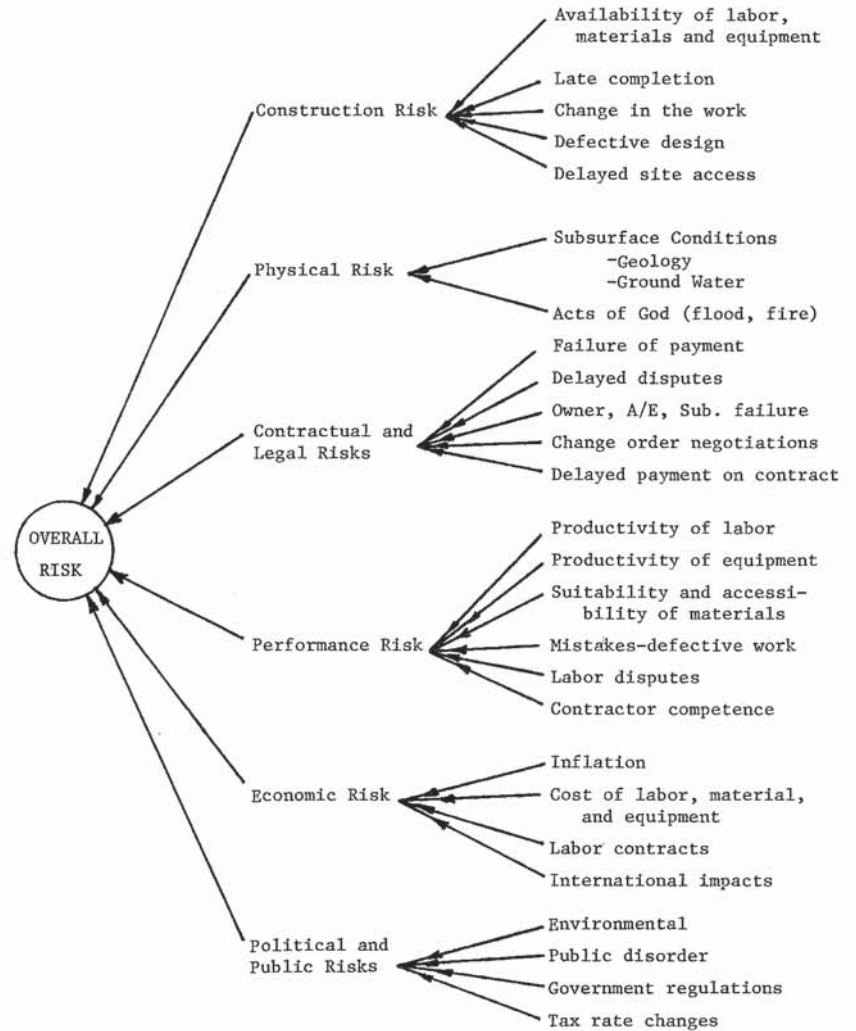 Availability of labor,
materials and equipment
Late completion
Construction Risk
Change in the work
Defective design
Delayed site access
Subsurface Conditions
-Geology
-Ground Water
Physical Risk
Acts of God (flood, fire)
Failure of payment
Delayed disputes
Owner, A/E, Sub. failure
Contractual and
Legal Risks
Change order negotiations
Delayed payment on contract
OVERALL
RISK
Productivity of labor
Productivity of equipment
Suitability and accessi-
bility of materials
Performance Risk
Mistakes-defective work
Labor disputes
Contractor competence
Inflation
Economic Risk
Cost of labor, material,
and equipment
Labor contracts
International impacts
Environmental
Political and
Public Risks
Public disorder
Government regulations
Tax rate changes